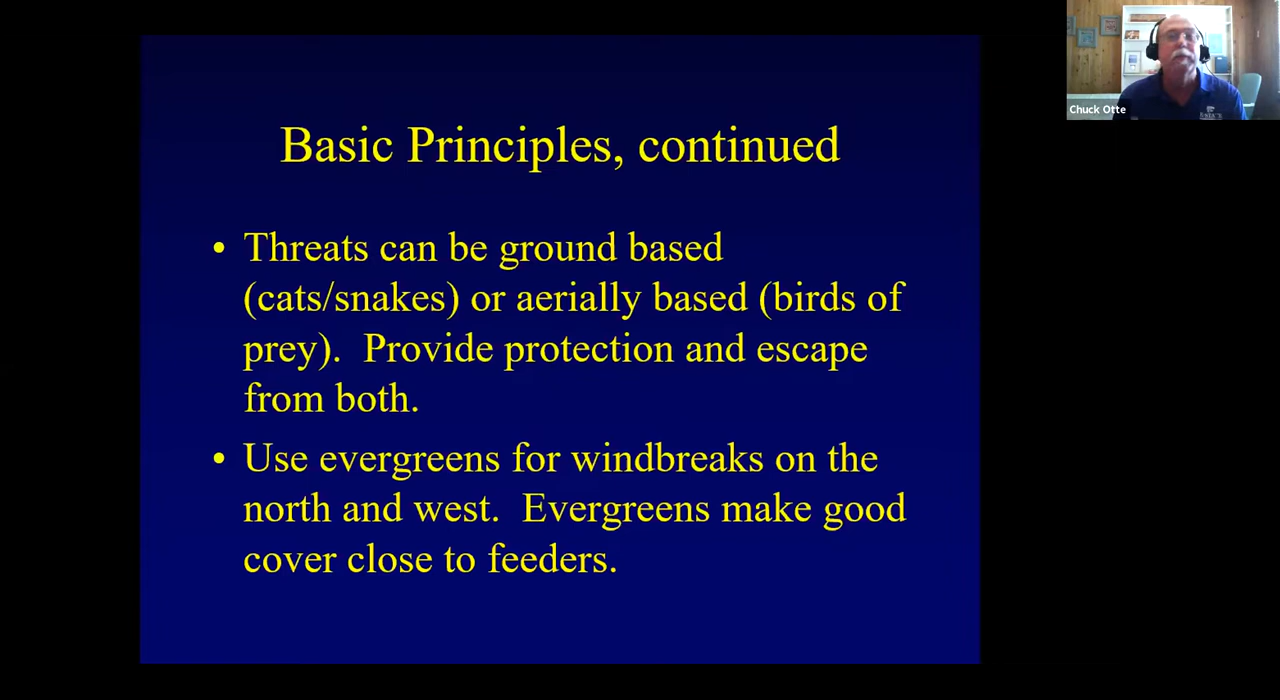 Basic Principles, continued
• Threats can be ground based
(cats/snakes) or aerially based (birds of
prey).  Provide protection and escape
from both.
• Use evergreens for windbreaks on the
north and west.  Evergreens make good
cover close to feeders.
Chuck Otte